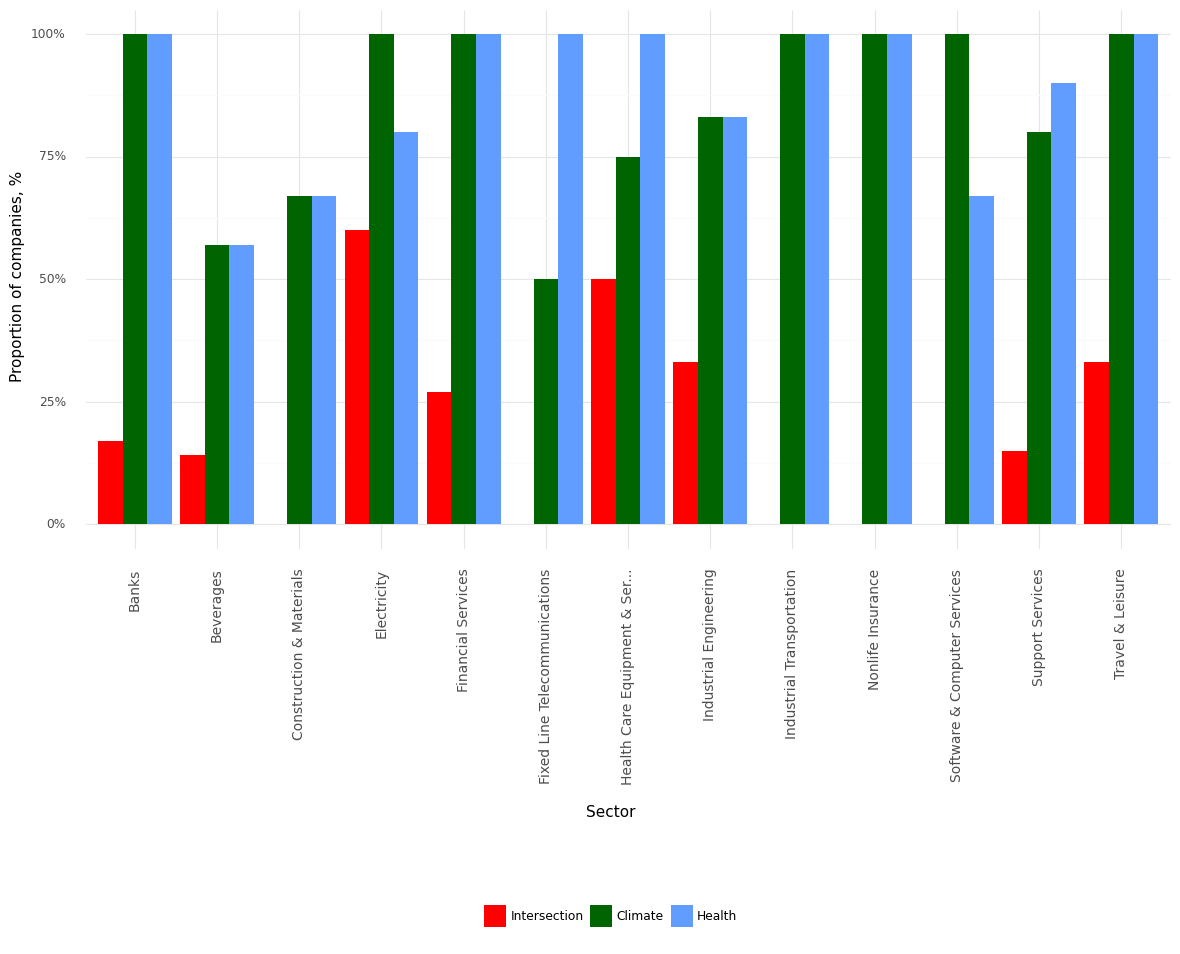 Proportion of companies, %
100%
75%
50%
25%
0%
Banks
Beverages
Construction & Materials
Electricity
Financial Services
Fixed Line Telecommunications
Health Care Equipment & Ser...
Industrial Engineering
Industrial Transportation
Nonlife Insurance
Software & Computer Services
Support Services
Travel & Leisure
Sector
Intersection Climate Health